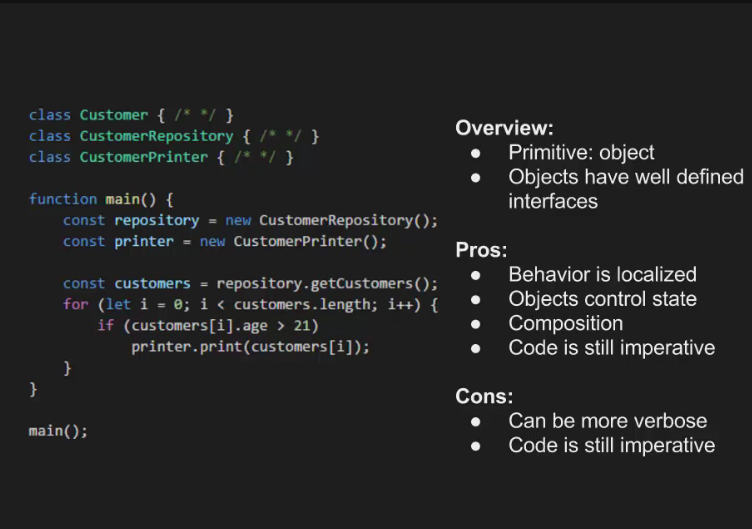 class Customer { /* */ }
class CustomerRepository { /* */ }
class CustomerPrinter { /* */ }
function main() {
    const repository = new CustomerRepository();
    const printer = new CustomerPrinter();
    const customers = repository.getCustomers();
    for (let i = 0; i < customers.length; i++) {
        if (customers[i].age > 21)
            printer.print(customers[i]);
    }
}
main();
Overview:
● Primitive: object
● Objects have well defined
interfaces
Pros:
● Behavior is localized
● Objects control state
● Composition
● Code is still imperative
Cons:
● Can be more verbose
● Code is still imperative